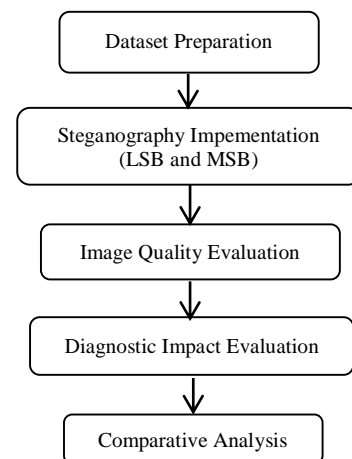 Dataset Preparation
Steganography Impementation
(LSB and MSB)
Image Quality Evaluation
Diagnostic Impact Evaluation
Comparative Analysis